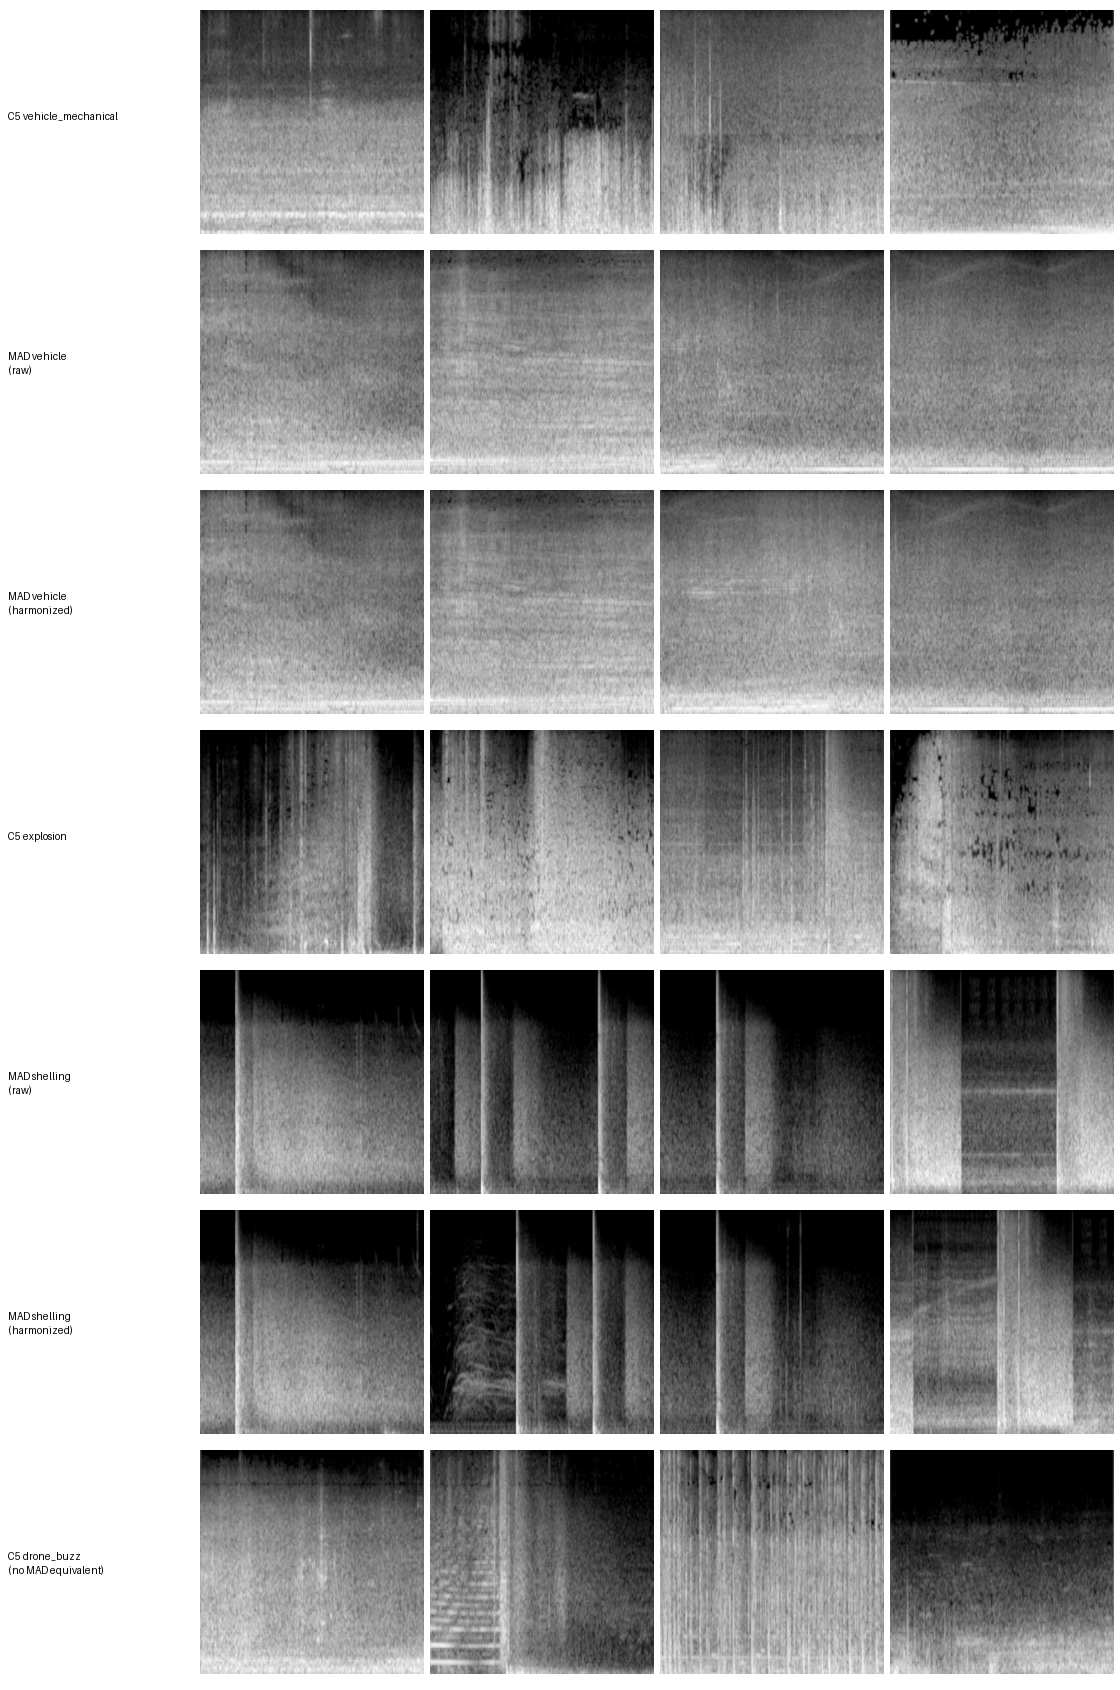 C5 vehicle_mechanical
MAD vehicle
(raw)
MAD vehicle
(harmonized)
C5 explosion
MAD shelling
(raw)
MAD shelling
(harmonized)
C5 drone_buzz
(no MAD equivalent)